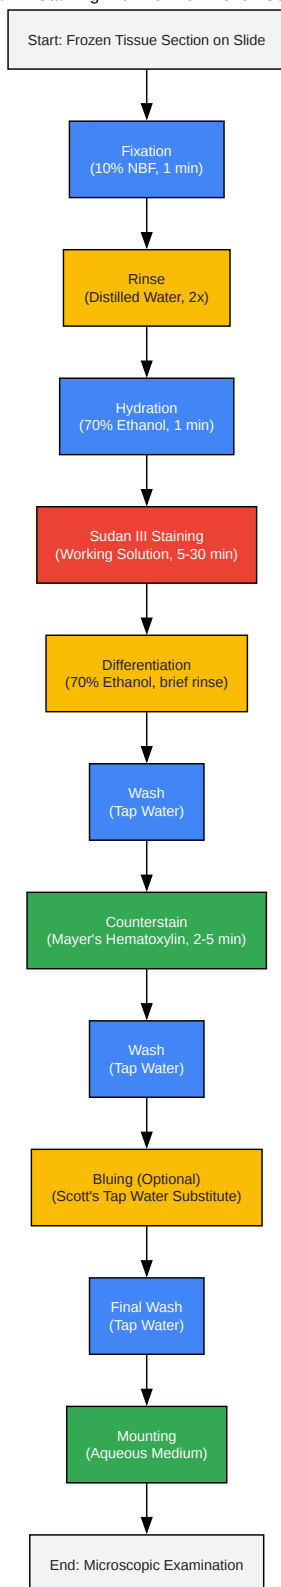 Start: Frozen Tissue Section on Slide
Fixation
(10% NBF, 1 min)
Rinse
(Distilled Water, 2x)
Hydration
(70% Ethanol, 1 min)
Sudan III Staining
(Working Solution, 5-30 min)
Differentiation
(70% Ethanol, brief rinse)
Wash
(Tap Water)
Counterstain
(Mayer's Hematoxylin, 2-5 min)
Wash
(Tap Water)
Bluing (Optional)
(Scott's Tap Water Substitute)
Final Wash
(Tap Water)
Mounting
(Aqueous Medium)
End: Microscopic Examination